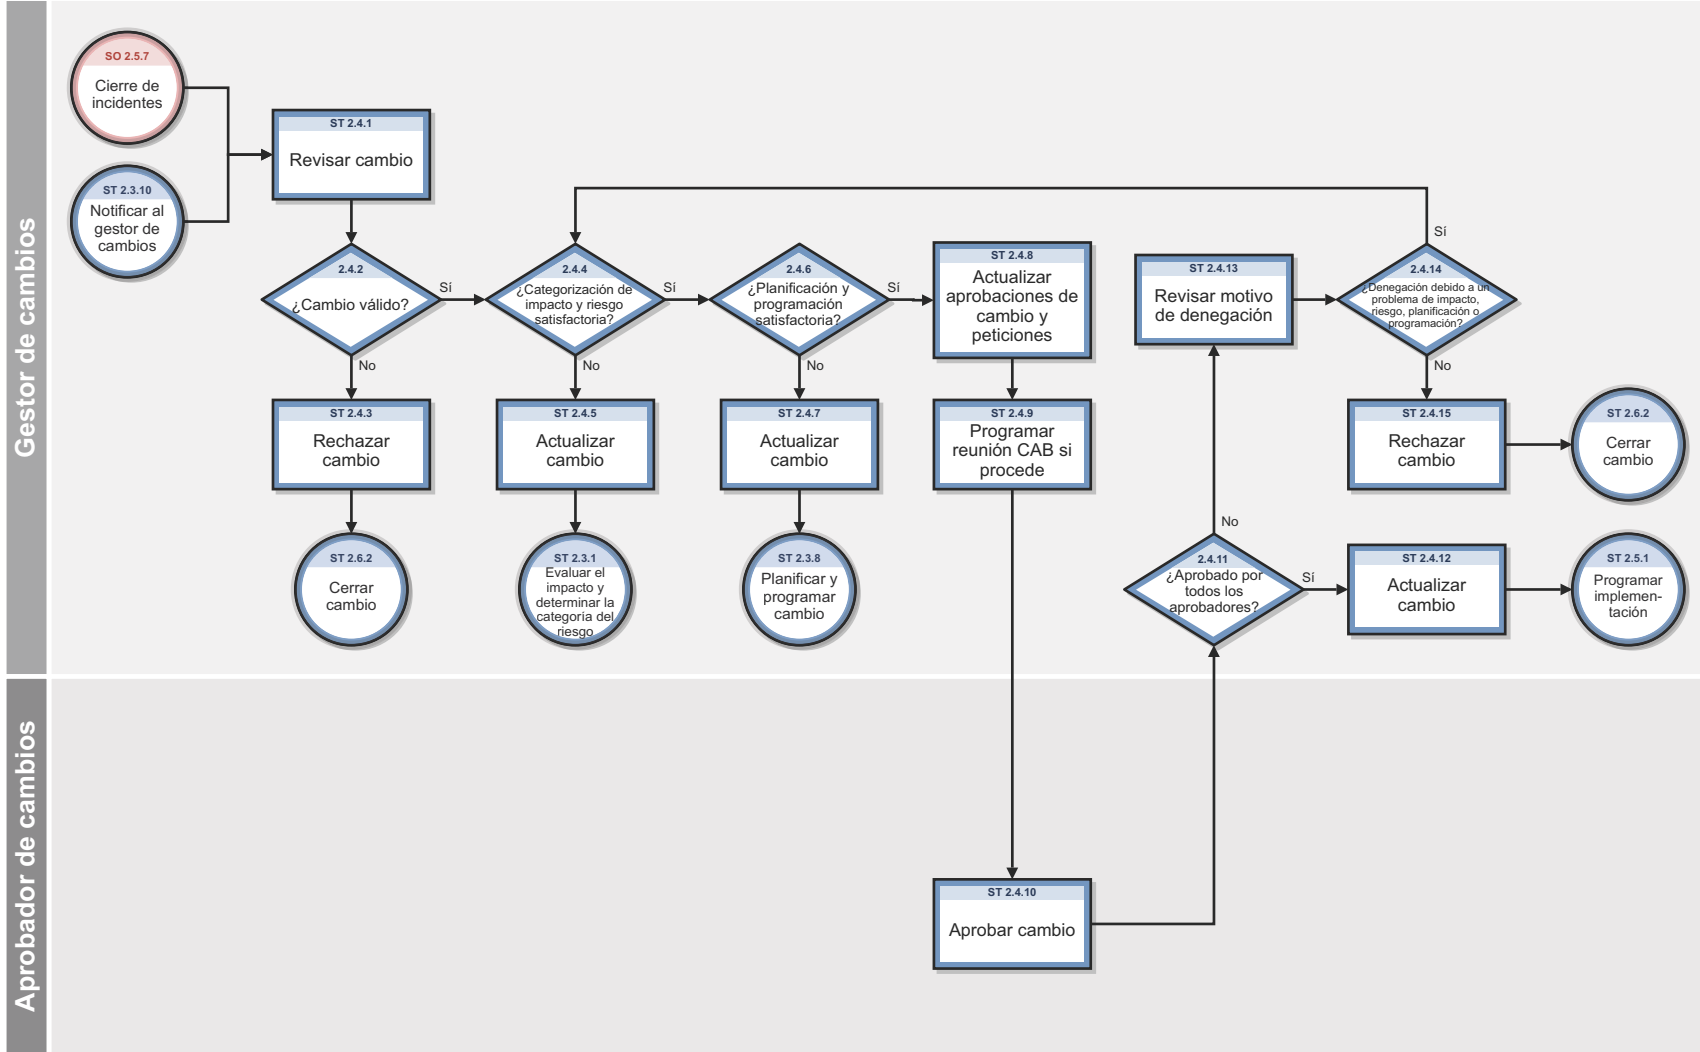 Gestor de cambios
SO 2.5.7
Cierre de
incidentes
ST 2.3.10
Notificar al
gestor de
cambios
ST 2.4.1
Revisar cambio
2.4.2
¿Cambio válido?
Sí
No
2.4.4
¿Categorización de
impacto y riesgo
satisfactoria?
Sí
No
2.4.6
¿Planificación y
programación
satisfactoria?
Sí
No
ST 2.4.8
Actualizar
aprobaciones de
cambio y
peticiones
ST 2.4.13
Revisar motivo
de denegación
2.4.14
¿Denegación debido a un
problema de impacto,
riesgo, planificación o
programación?
Sí
No
ST 2.4.3
Rechazar
cambio
ST 2.4.5
Actualizar
cambio
ST 2.4.7
Actualizar
cambio
ST 2.4.9
Programar
reunión CAB si
procede
ST 2.4.15
Rechazar
cambio
ST 2.6.2
Cerrar
cambio
ST 2.6.2
Cerrar
cambio
ST 2.3.1
Evaluar el
impacto y
determinar la
categoría del
riesgo
ST 2.3.8
Planificar y
programar
cambio
No
2.4.11
¿Aprobado por
todos los
aprobadores?
Sí
ST 2.4.12
Actualizar
cambio
ST 2.5.1
Programar
implemen-
tación
Aprobador de cambios
ST 2.4.10
Aprobar cambio